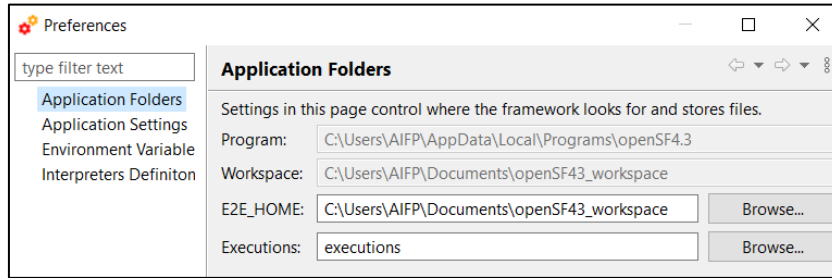 Preferences
type filter text
Application Folders
Application Settings
Environment Variable
Interpreters Definiton
Application Folders
Settings in this page control where the framework looks for and stores files.
Program: C:\Users\AIFP\AppData\Local\Programs\openSF4.3
Workspace: C:\Users\AIFP\Documents\openSF43_workspace
E2E_HOME: C:\Users\AIFP\Documents\openSF43_workspace Browse...
Executions: executions Browse...